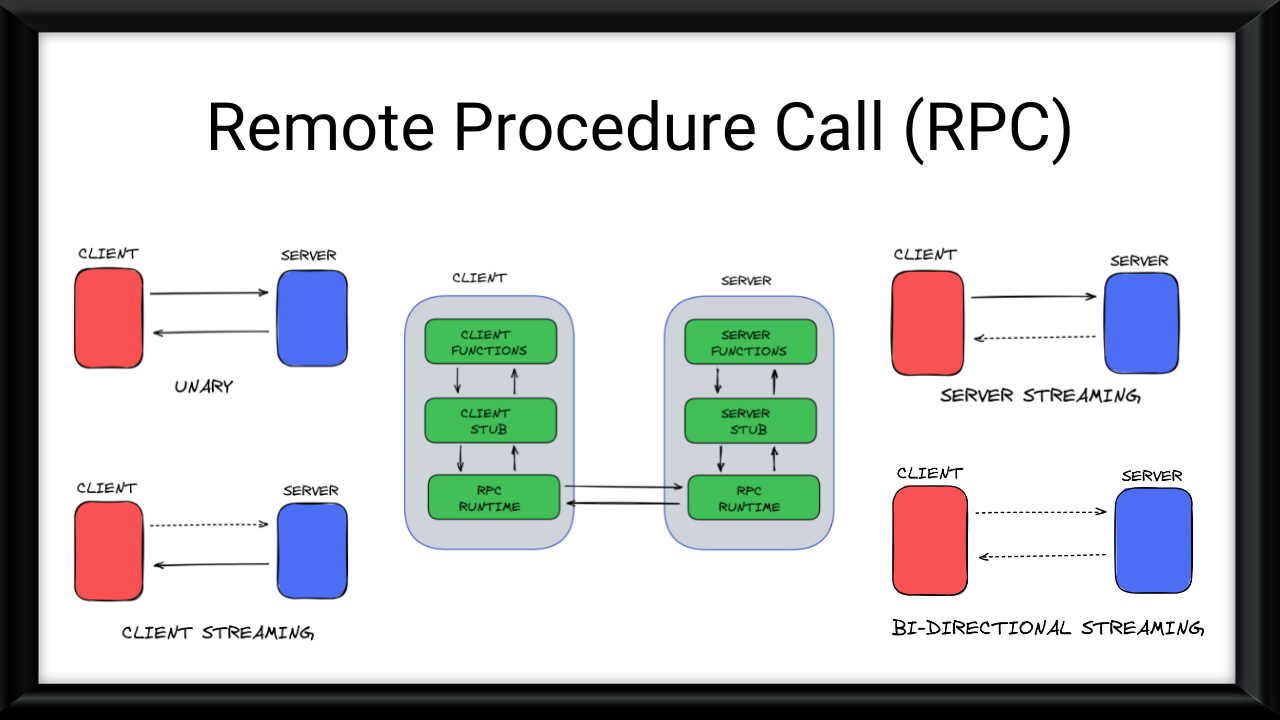 Remote Procedure Call (RPC)
CLIENT
SERVER
UNARY
CLIENT
SERVER
CLIENT STREAMING
CLIENT
SERVER
CLIENT
FUNCTIONS
CLIENT
STUB
RPC
RUNTIME
SERVER
FUNCTIONS
SERVER
STUB
RPC
RUNTIME
CLIENT
SERVER
SERVER STREAMING
CLIENT
SERVER
BI-DIRECTIONAL STREAMING